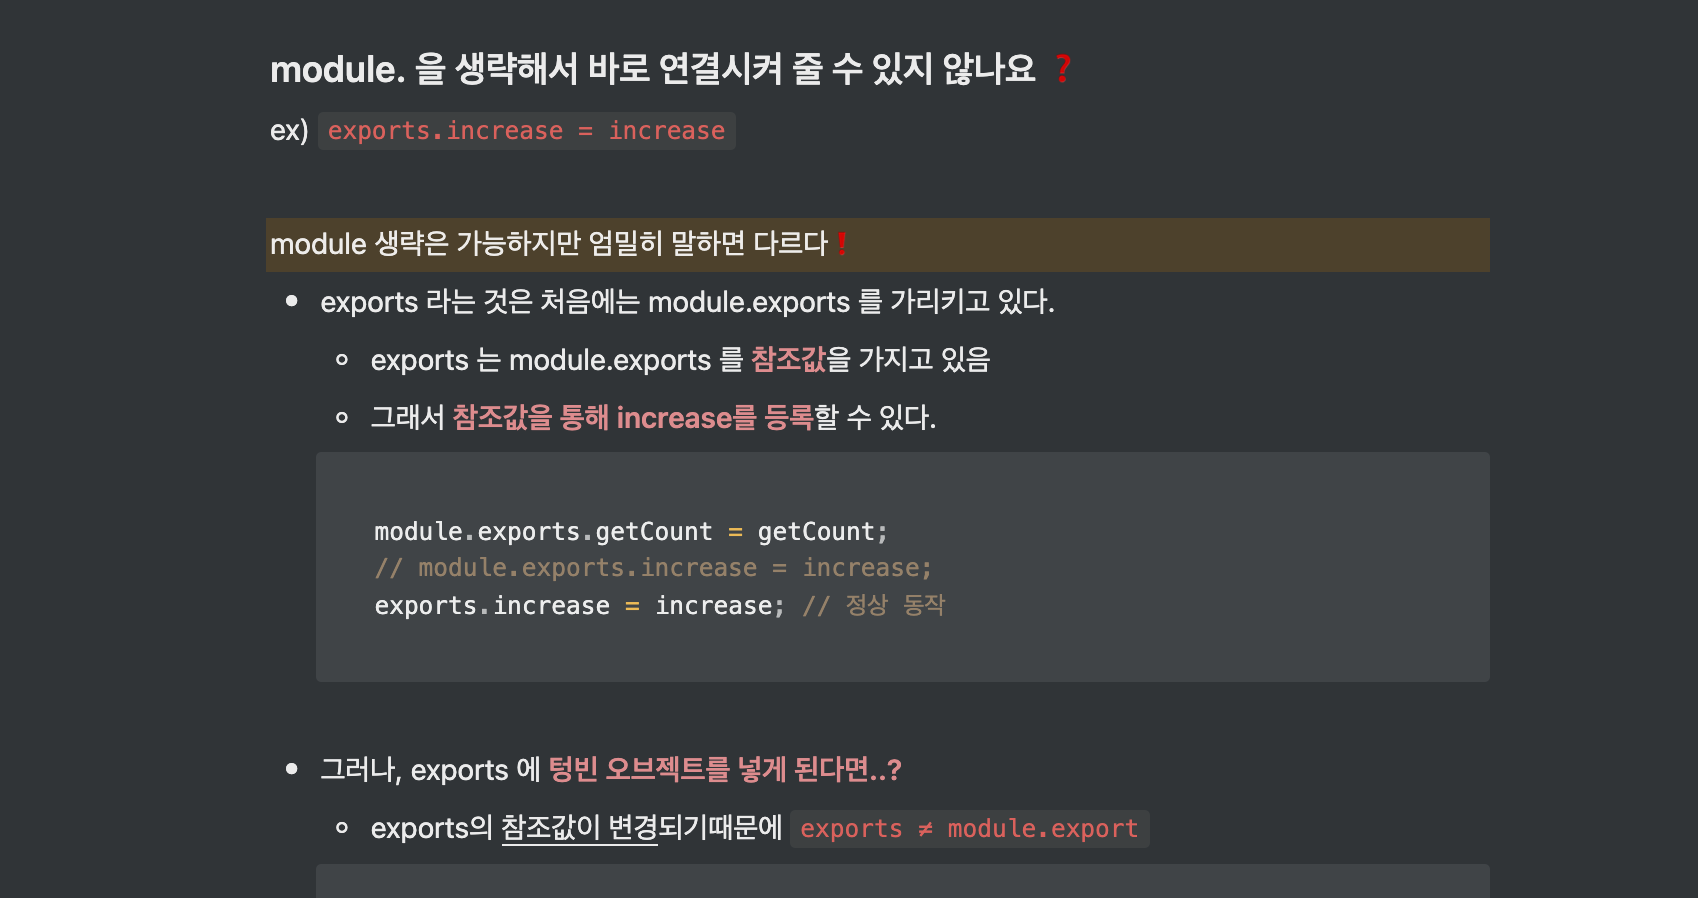 module. 을 생략해서 바로 연결시켜 줄 수 있지 않나요 ❓
ex) exports.increase = increase
module 생략은 가능하지만 엄밀히 말하면 다르다❗
• exports 라는 것은 처음에는 module.exports 를 가리키고 있다.
◦ exports 는 module.exports 를 참조값을 가지고 있음
◦ 그래서 참조값을 통해 increase를 등록할 수 있다.
module.exports.getCount = getCount;
// module.exports.increase = increase;
exports.increase = increase; // 정상 동작
• 그러나, exports 에 텅빈 오브젝트를 넣게 된다면..?
◦ exports의 참조값이 변경되기때문에 exports ≠ module.export